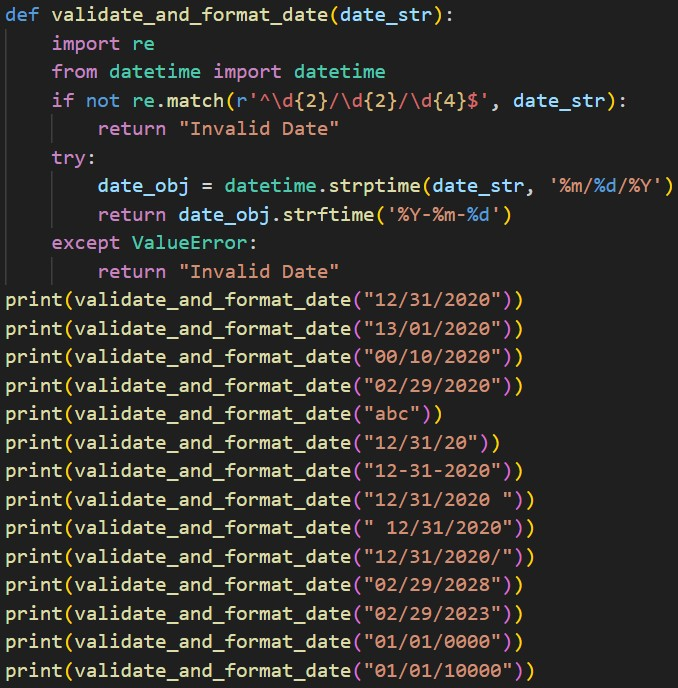 def validate_and_format_date(date_str):
    import re
    from datetime import datetime
    if not re.match(r'^\d{2}/\d{2}/\d{4}$', date_str):
        return "Invalid Date"
    try:
        date_obj = datetime.strptime(date_str, '%m/%d/%Y')
        return date_obj.strftime('%Y-%m-%d')
    except ValueError:
        return "Invalid Date"
print(validate_and_format_date("12/31/2020"))
print(validate_and_format_date("13/01/2020"))
print(validate_and_format_date("00/10/2020"))
print(validate_and_format_date("02/29/2020"))
print(validate_and_format_date("abc"))
print(validate_and_format_date("12/31/20"))
print(validate_and_format_date("12-31-2020"))
print(validate_and_format_date("12/31/2020 "))
print(validate_and_format_date(" 12/31/2020"))
print(validate_and_format_date("12/31/2020/"))
print(validate_and_format_date("02/29/2028"))
print(validate_and_format_date("02/29/2023"))
print(validate_and_format_date("01/01/0000"))
print(validate_and_format_date("01/01/10000"))